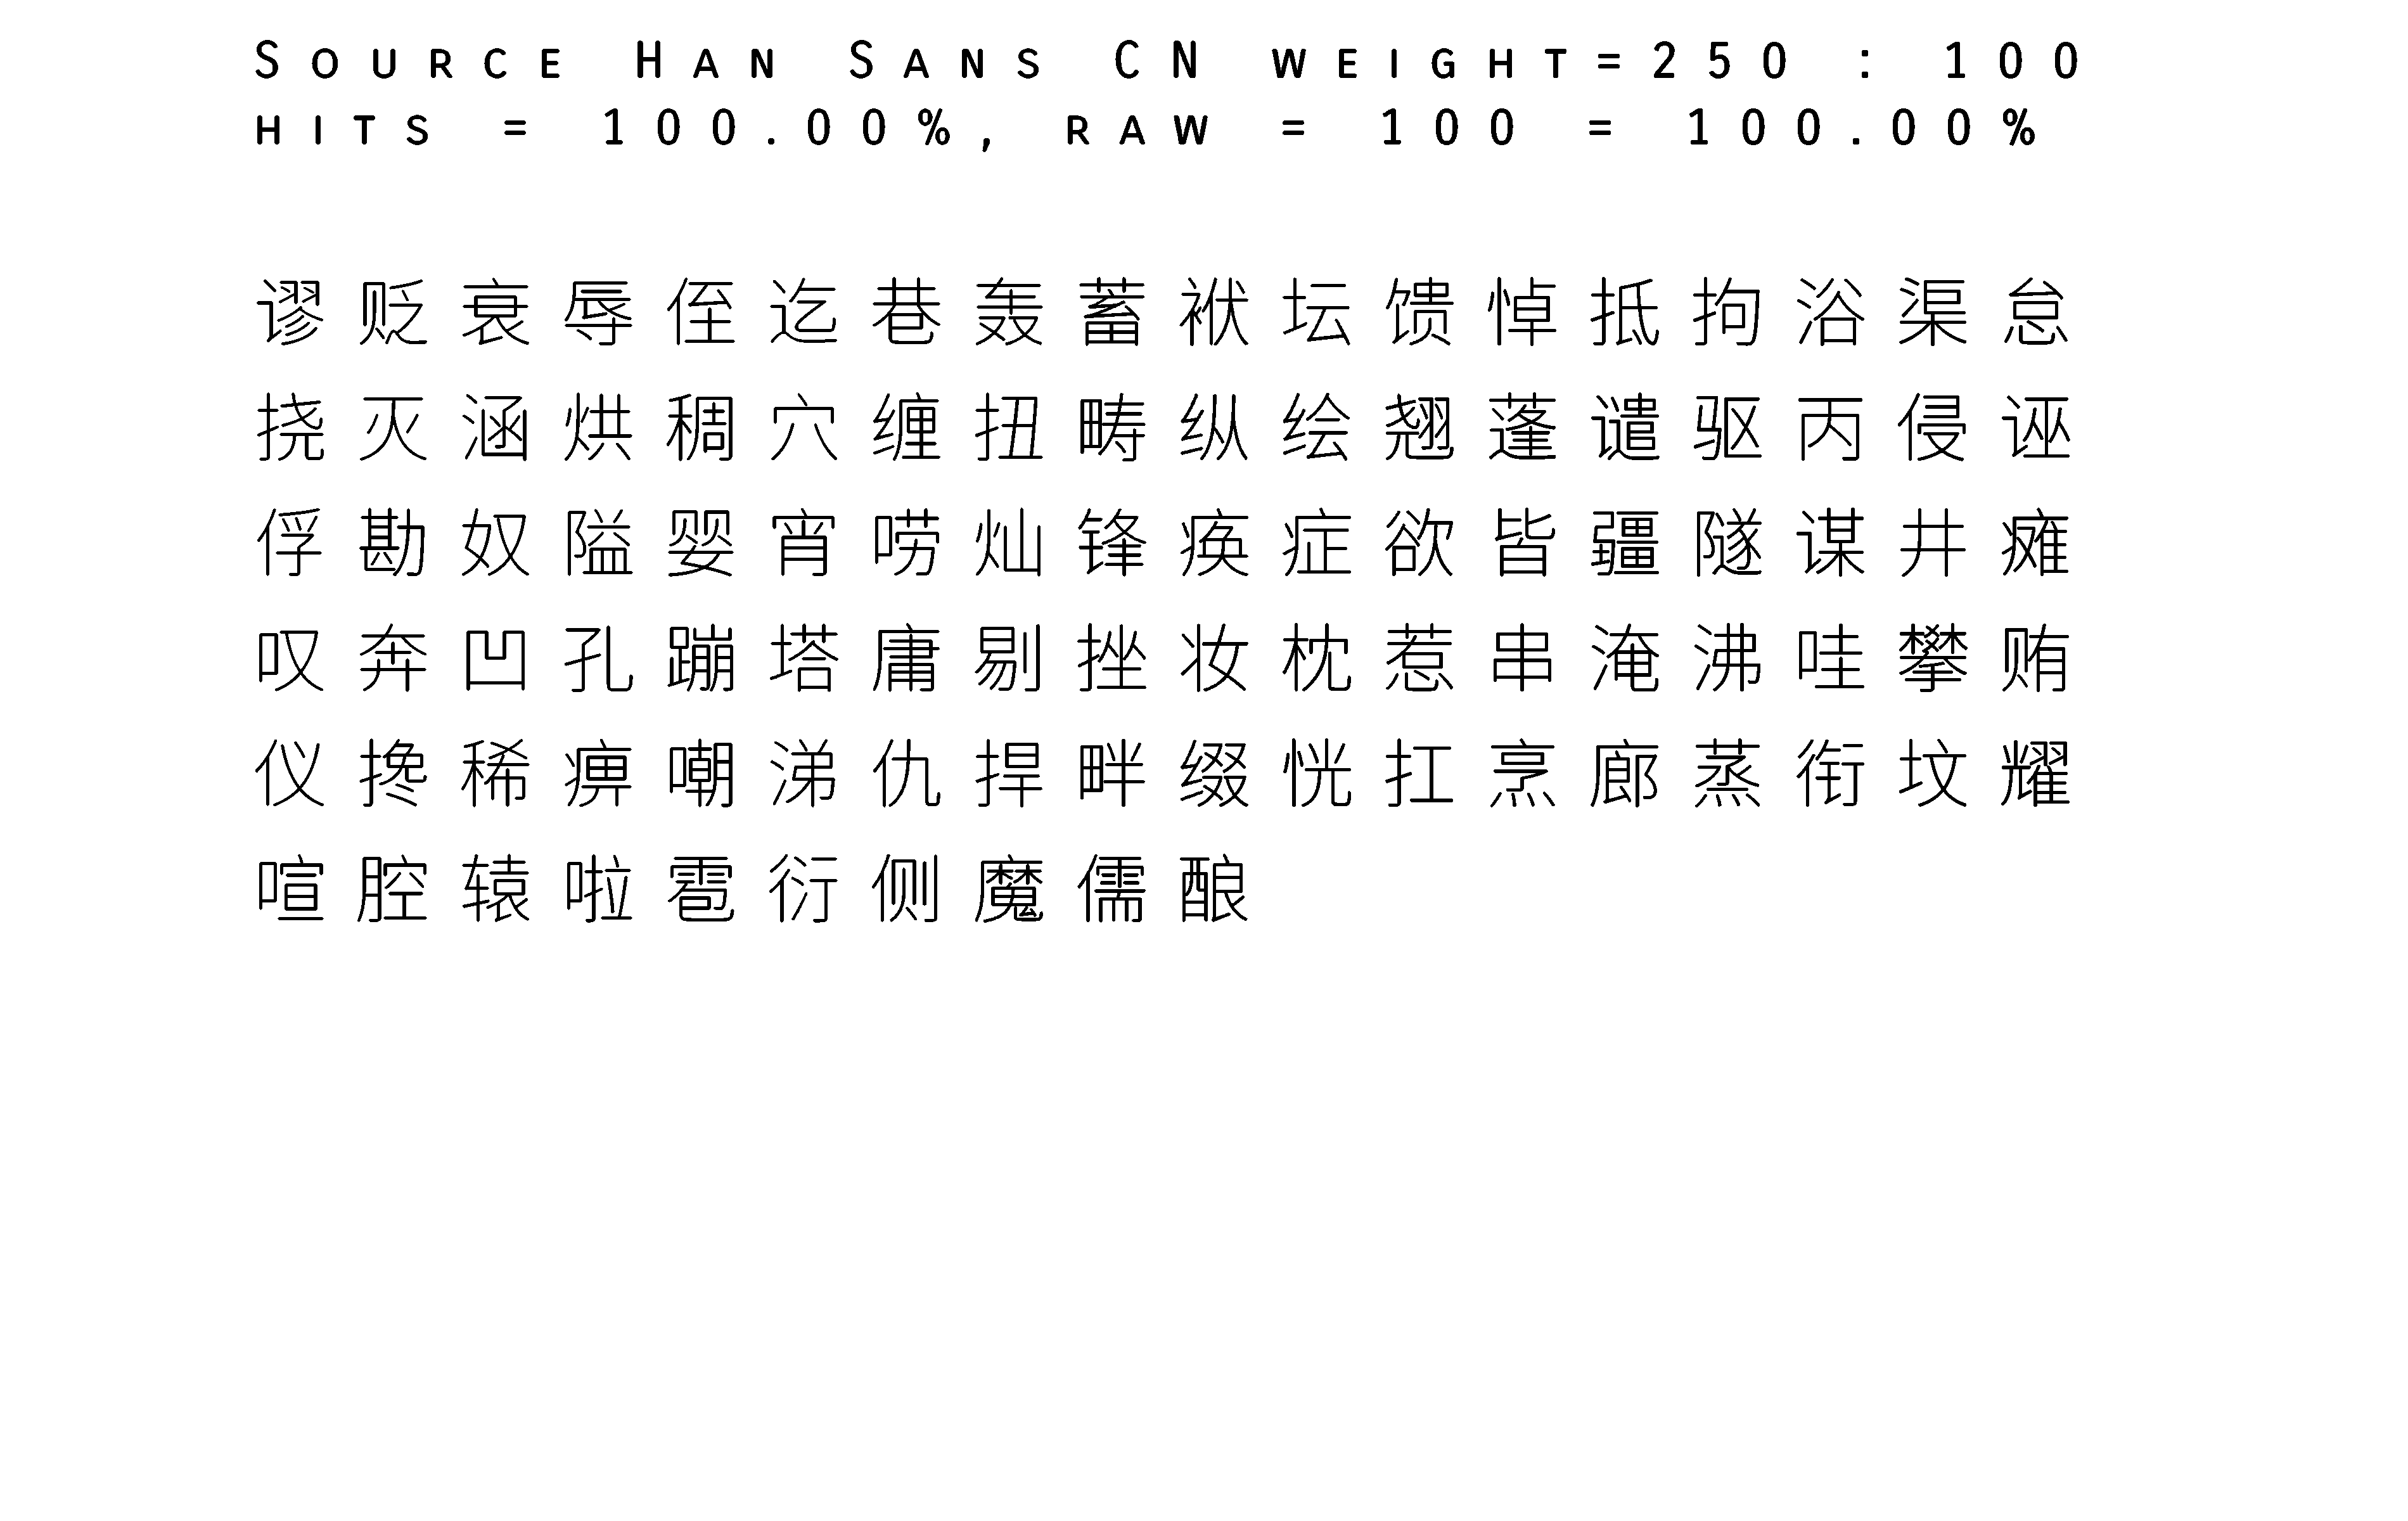 Source Han Sans CN weight=250 : 100
hits = 100.00%, raw = 100 = 100.00%
谬贬哀辱侄迄巷轰蓄袱坛馈悼抵拘浴渠怠
挠灭涵烘稠穴缠扭畴纵绘翘蓬谴驱丙侵诬
俘勘奴隘婴宵唠灿锋痪症欲皆疆隧谋井瘫
叹奔凹孔蹦塔庸剔挫妆枕惹串淹沸哇攀贿
仪搀稀痹嘲涕仇捍畔缀恍扛烹廊蒸衔坟耀
喧腔辕啦雹衍侧魔儒酿